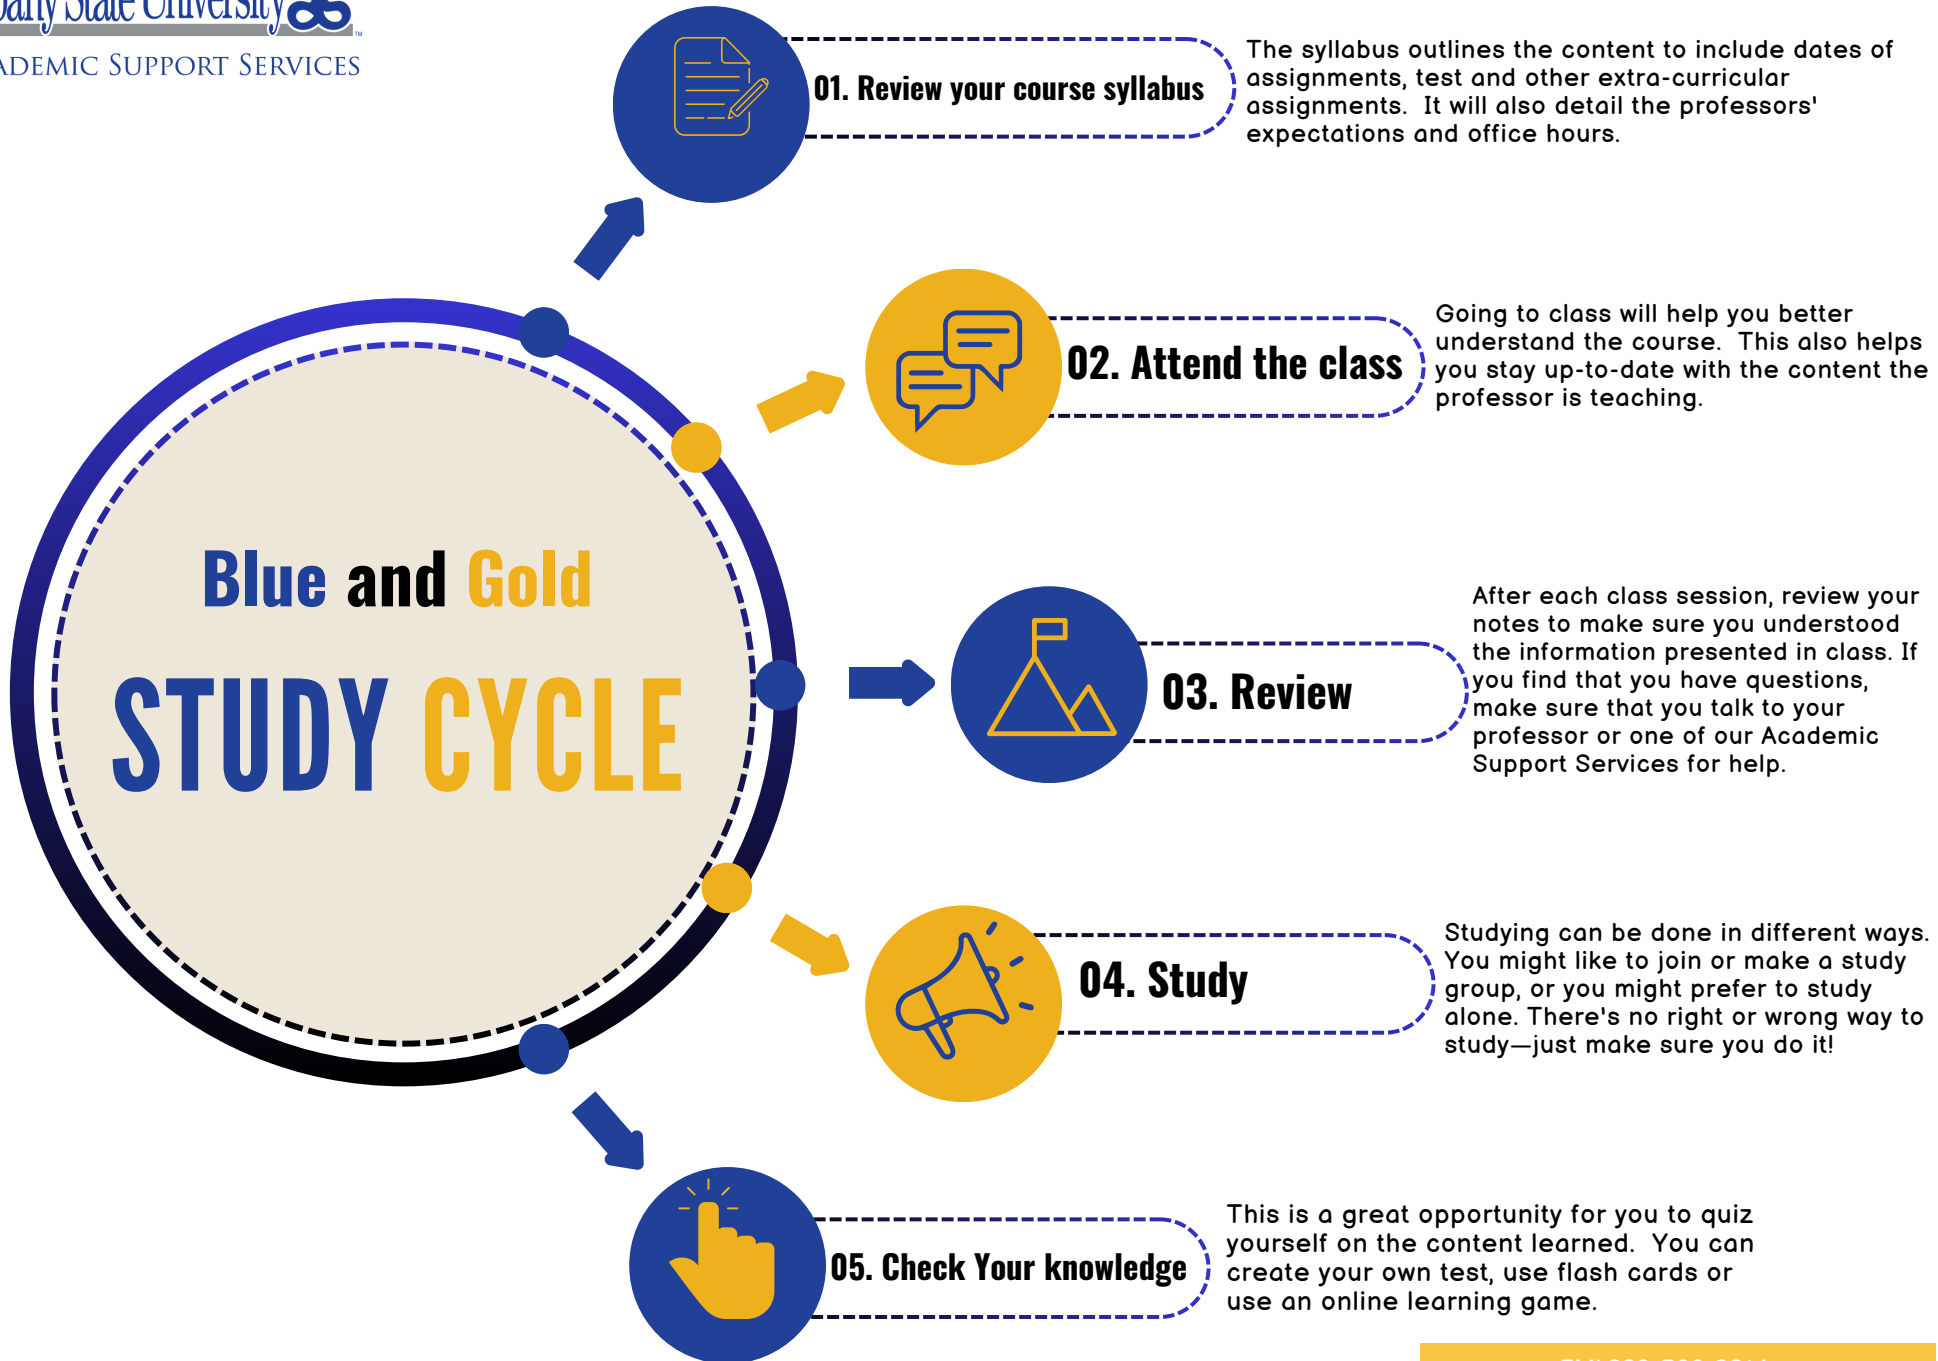 State University
SUPPORT SERVICES
01. Review your course syllabus
The syllabus outlines the content to include dates of
assignments, test and other extra-curricular
assignments. It will also detail the professors'
expectations and office hours.
02. Attend the class
Going to class will help you better
understand the course. This also helps
you stay up-to-date with the content the
professor is teaching.
Blue and Gold
STUDY CYCLE
03. Review
After each class session, review your
notes to make sure you understood
the information presented in class. If
you find that you have questions,
make sure that you talk to your
professor or one of our Academic
Support Services for help.
04. Study
Studying can be done in different ways.
You might like to join or make a study
group, or you might prefer to study
alone. There's no right or wrong way to
study—just make sure you do it!
05. Check Your knowledge
This is a great opportunity for you to quiz
yourself on the content learned. You can
create your own test, use flash cards or
use an online learning game.